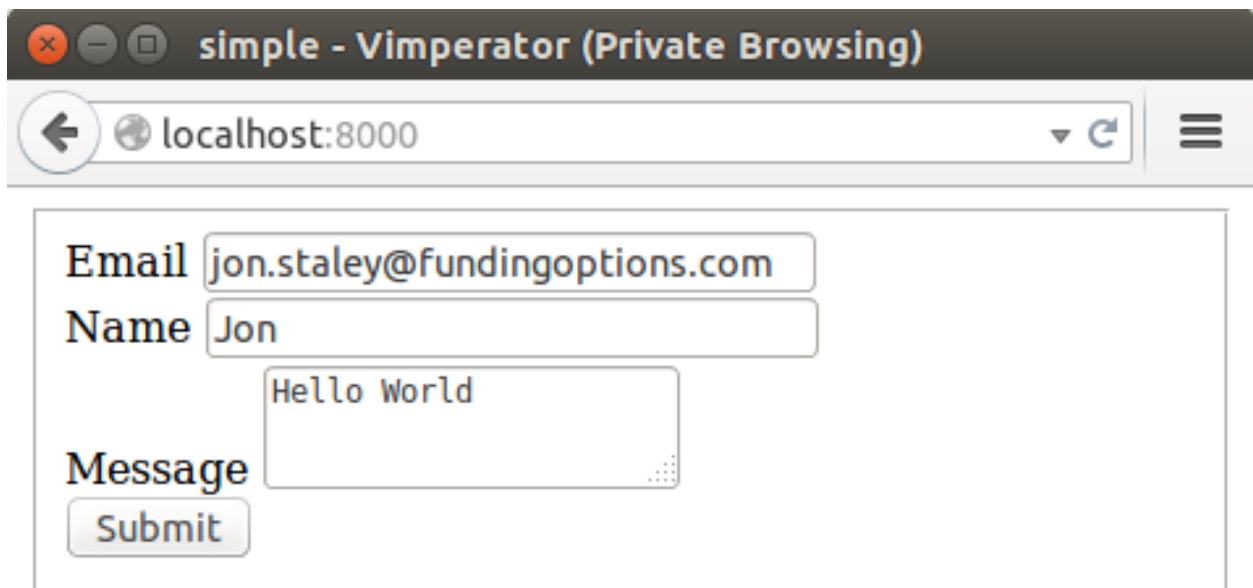 simple - Vimperator (Private Browsing)
localhost:8000
Email jon.staley@fundingoptions.com
Name Jon
Hello World
Message
Submit